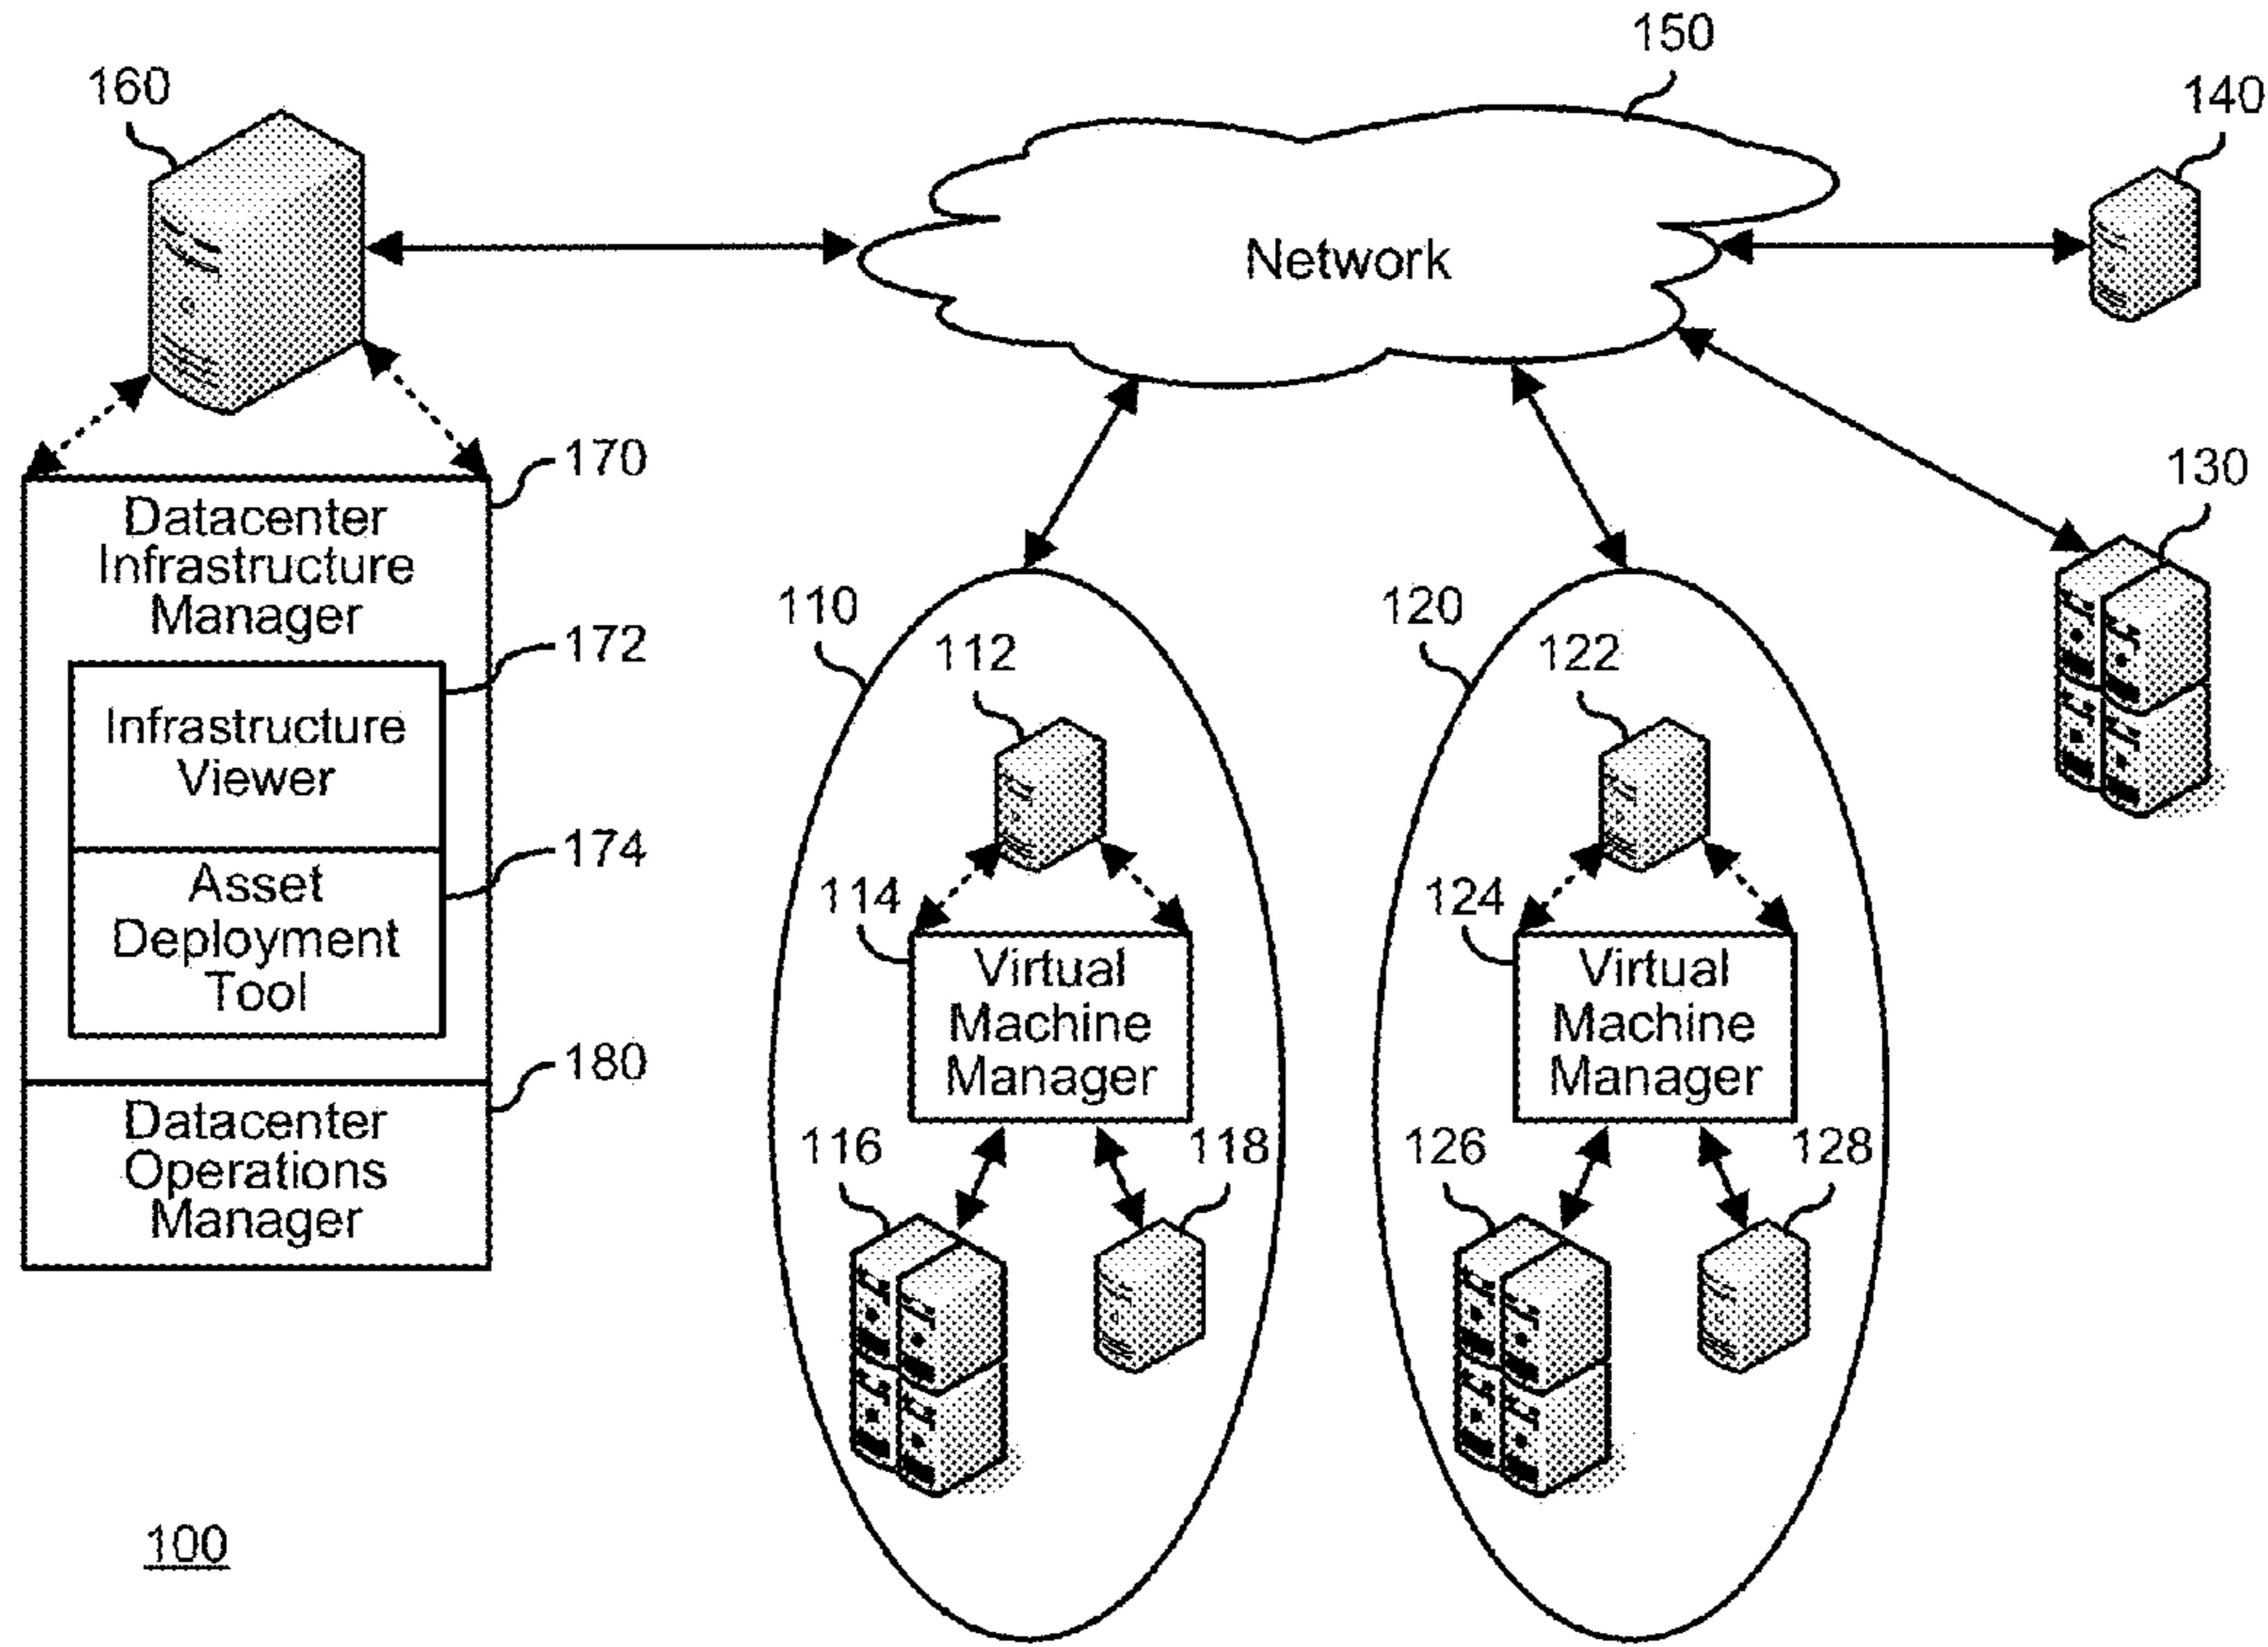 150
160
140
Network
170
Datacenter
Infrastructure
Manager
130
172
110
112
120
122
Infrastructure
Viewer
174
Asset
Deployment
Tool
114
Virtual
Machine
Manager
124
Virtual
Machine
Manager
180
Datacenter
Operations
Manager
116
118
126
128
100